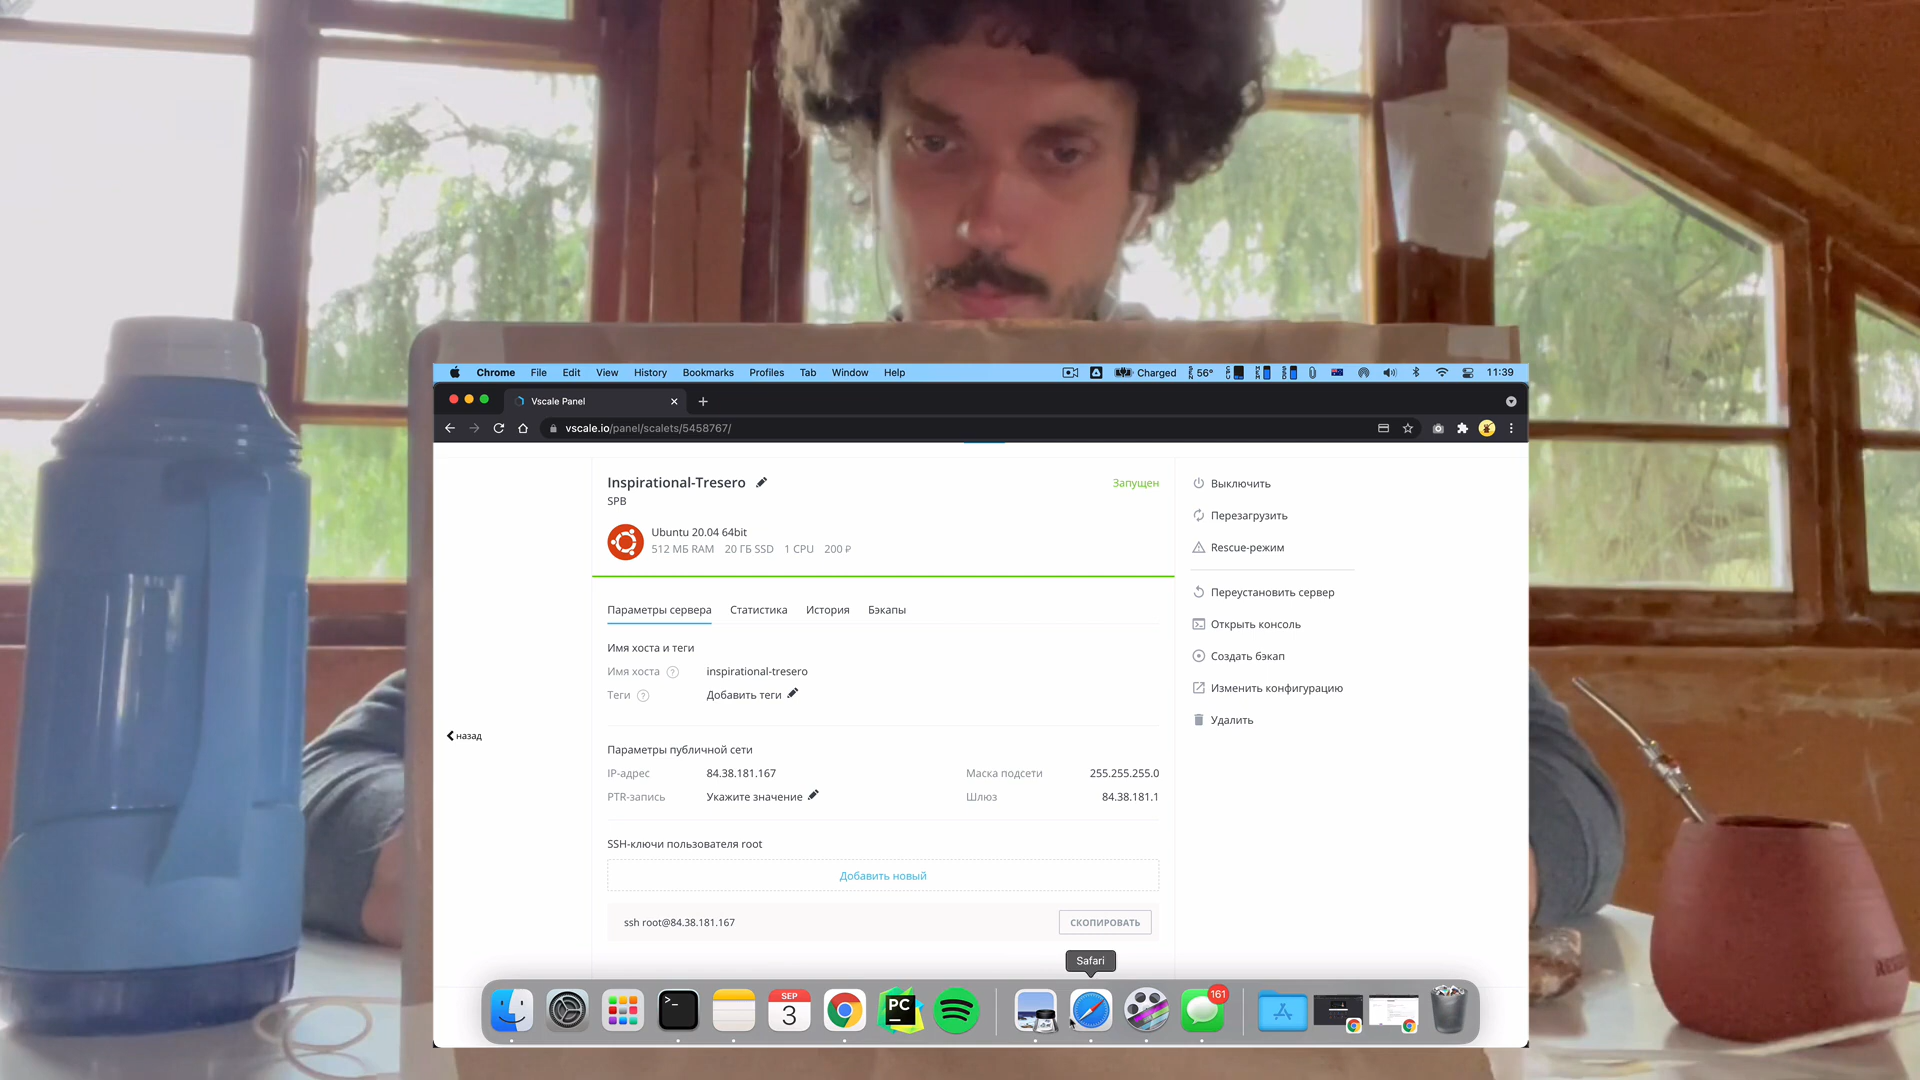 Chrome File Edit View History Bookmarks Profiles Tab Window Help Charged 56° 11:39
Vscale Panel
vscale.io/panel/scalets/5458767/
Inspirational-Tresero
Запущен
SPB
Ubuntu 20.04 64bit
512 МБ RAM 20 ГБ SSD 1 CPU 200 ₽
Параметры сервера Статистика История Бэкапы
Имя хоста и теги
Имя хоста ? inspirational-tresero
Теги ? Добавить теги
назад
Параметры публичной сети
IP-адрес 84.38.181.167 Маска подсети 255.255.255.0
PTR-запись Укажите значение Шлюз 84.38.181.1
SSH-ключи пользователя root
Добавить новый
ssh root@84.38.181.167 СКОПИРОВАТЬ
Выключить
Перезагрузить
Rescue-режим
Переустановить сервер
Открыть консоль
Создать бэкап
Изменить конфигурацию
Удалить
Safari
SEP
3
PC
161